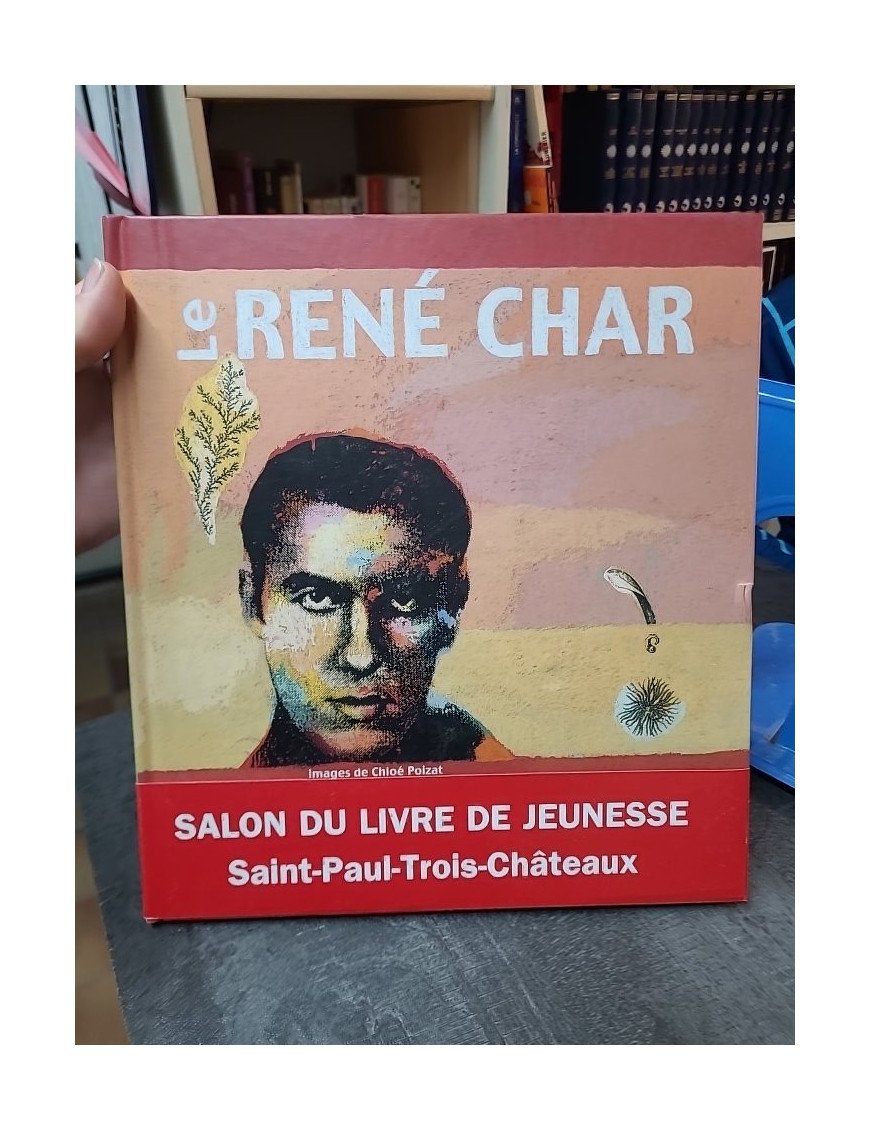 Le RENÉ CHAR
images de Chloé Poizat
SALON DU LIVRE DE JEUNESSE
Saint-Paul-Trois-Châteaux